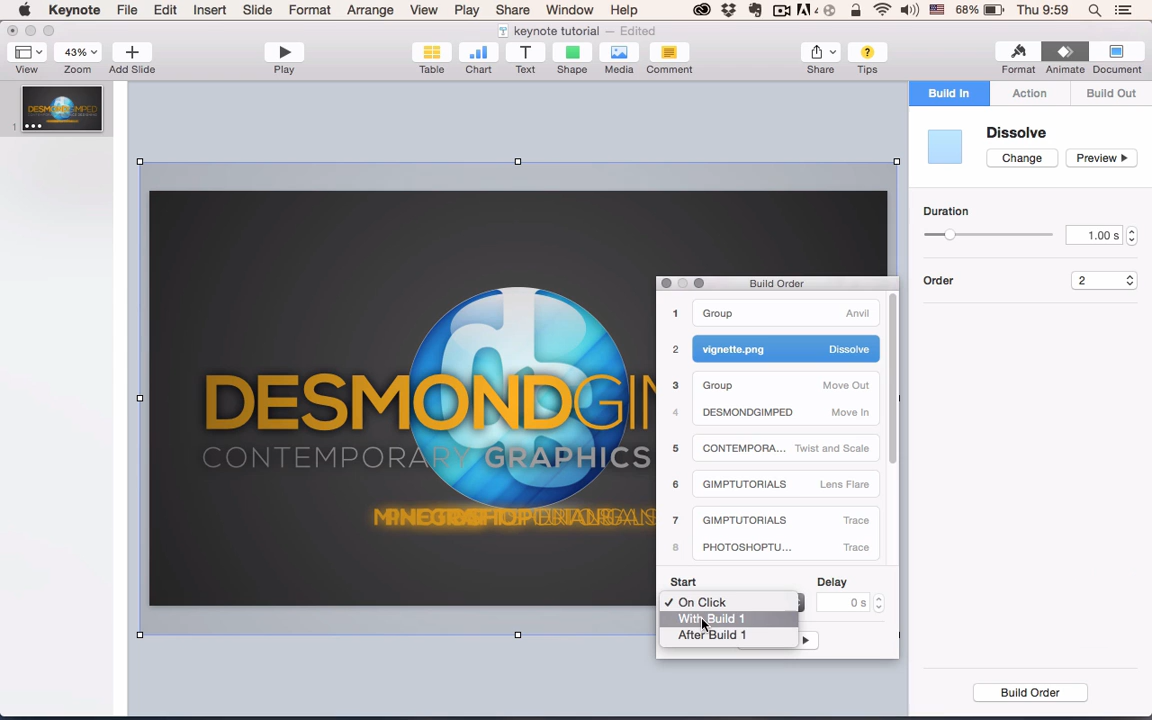 Keynote File Edit Insert Slide Format Arrange View Play Share Window Help 4 68% Thu 9:59
keynote tutorial — Edited
43%
View Zoom Add Slide Play Table Chart Text Shape Media Comment Share Tips Format Animate Document
Build In Action Build Out
1
Dissolve
Change Preview
Duration
1.00 s
Order 2
DESMONDGIM
CONTEMPORARY GRAPHICS
Build Order
1 Group Anvil
2 vignette.png Dissolve
3 Group Move Out
4 DESMONDGIMPED Move In
5 CONTEMPORA... Twist and Scale
6 GIMPTUTORIALS Lens Flare
7 GIMPTUTORIALS Trace
8 PHOTOSHOPTU... Trace
Start Delay
✓ On Click 0 s
With Build 1
After Build 1
Build Order